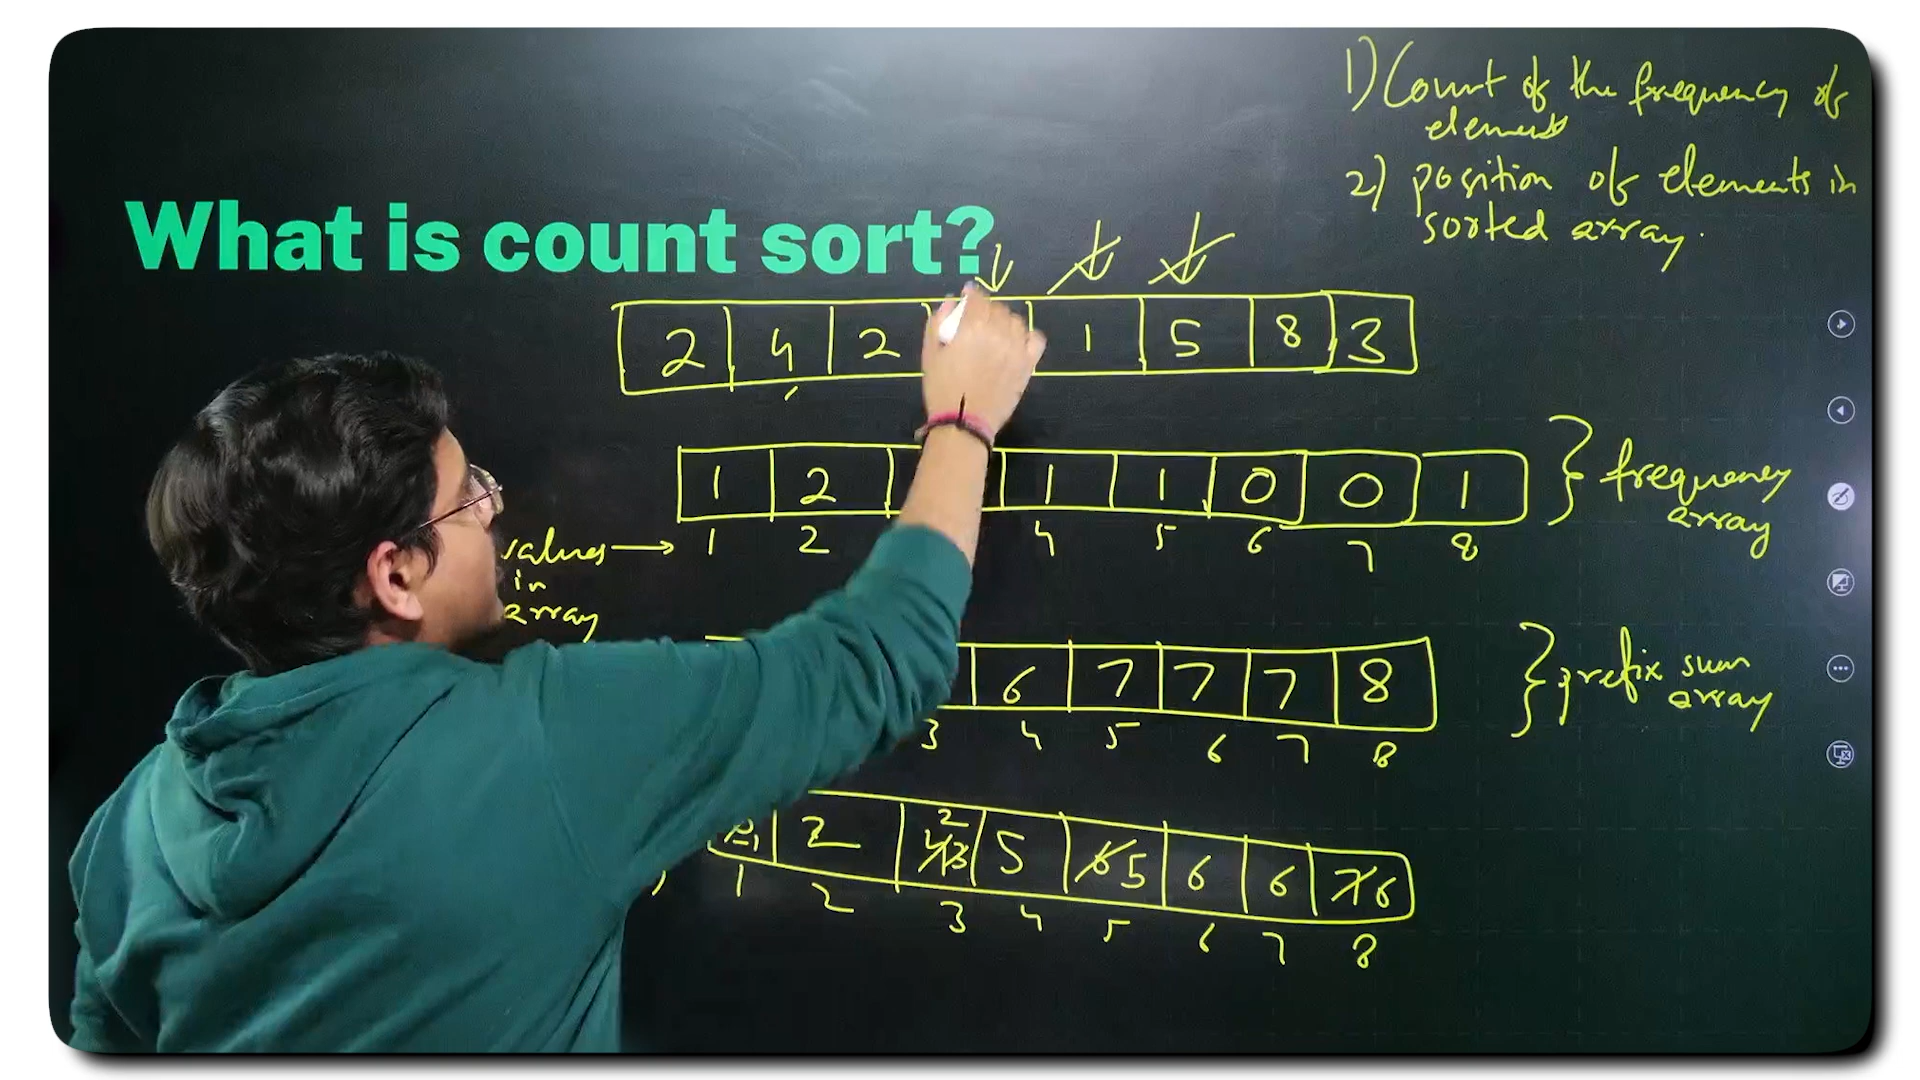 1) Count of the frequency of
elements
2) position of elements in
sorted array.
What is count sort?
2 4 2 1 5 8 3
1 2 1 1 0 0 1
} frequency
array
values → 1 2 4 5 6 7 8
in
array
6 7 7 7 8
} prefix sum
array
3 4 5 6 7 8
2 2 5 5 6 6 6
1 2 3 4 5 6 7 8